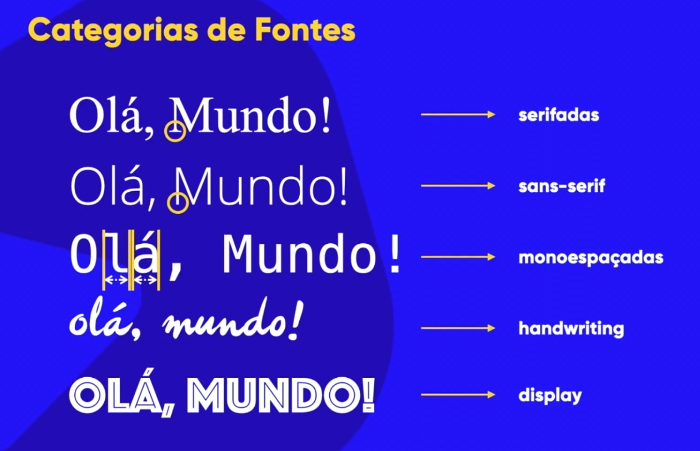 Categorias de Fontes
Olá, Mundo! serifadas
Olá, Mundo! sans-serif
Olá, Mundo! monoespaçadas
olá, mundo! handwriting
OLÁ, MUNDO! display